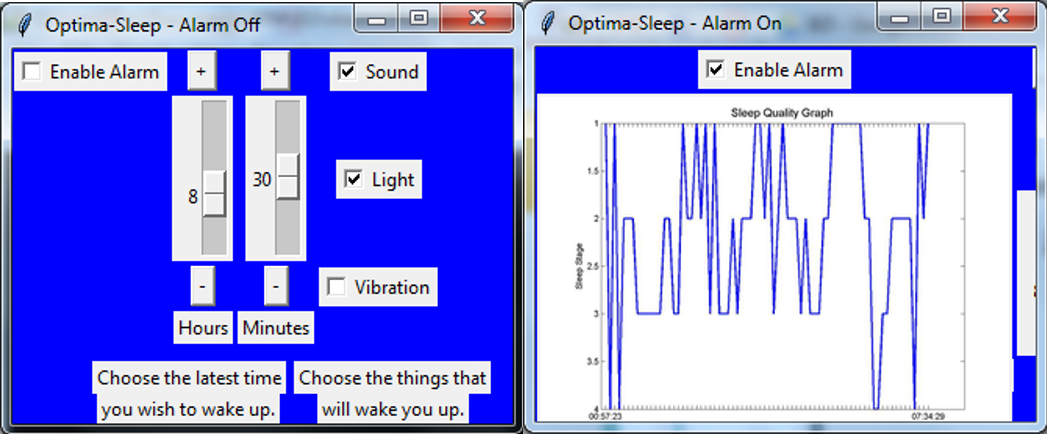 Optima-Sleep - Alarm Off
Enable Alarm
+
+
Sound
8
30
Light
-
-
Vibration
Hours
Minutes
Choose the latest time
you wish to wake up.
Choose the things that
will wake you up.
Optima-Sleep - Alarm On
Enable Alarm
Sleep Quality Graph
1
1.5
2
2.5
3
3.5
4
Sleep Stage
00:57:23
07:34:29